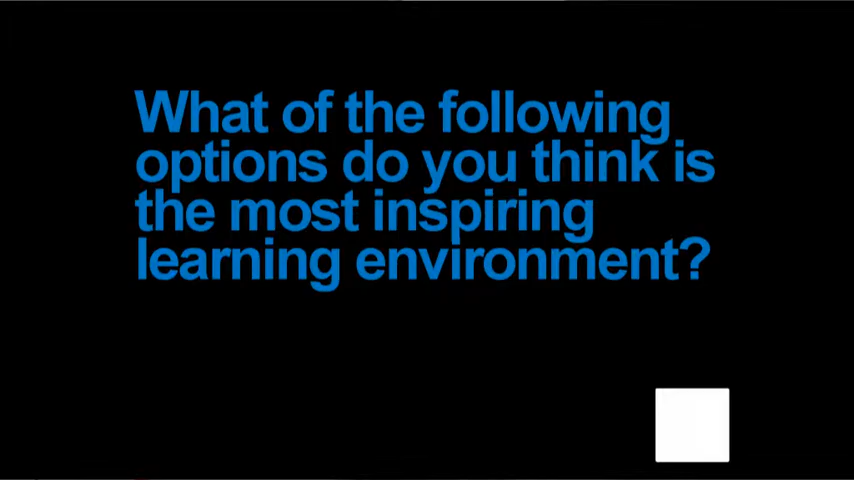 What of the following
options do you think is
the most inspiring
learning environment?